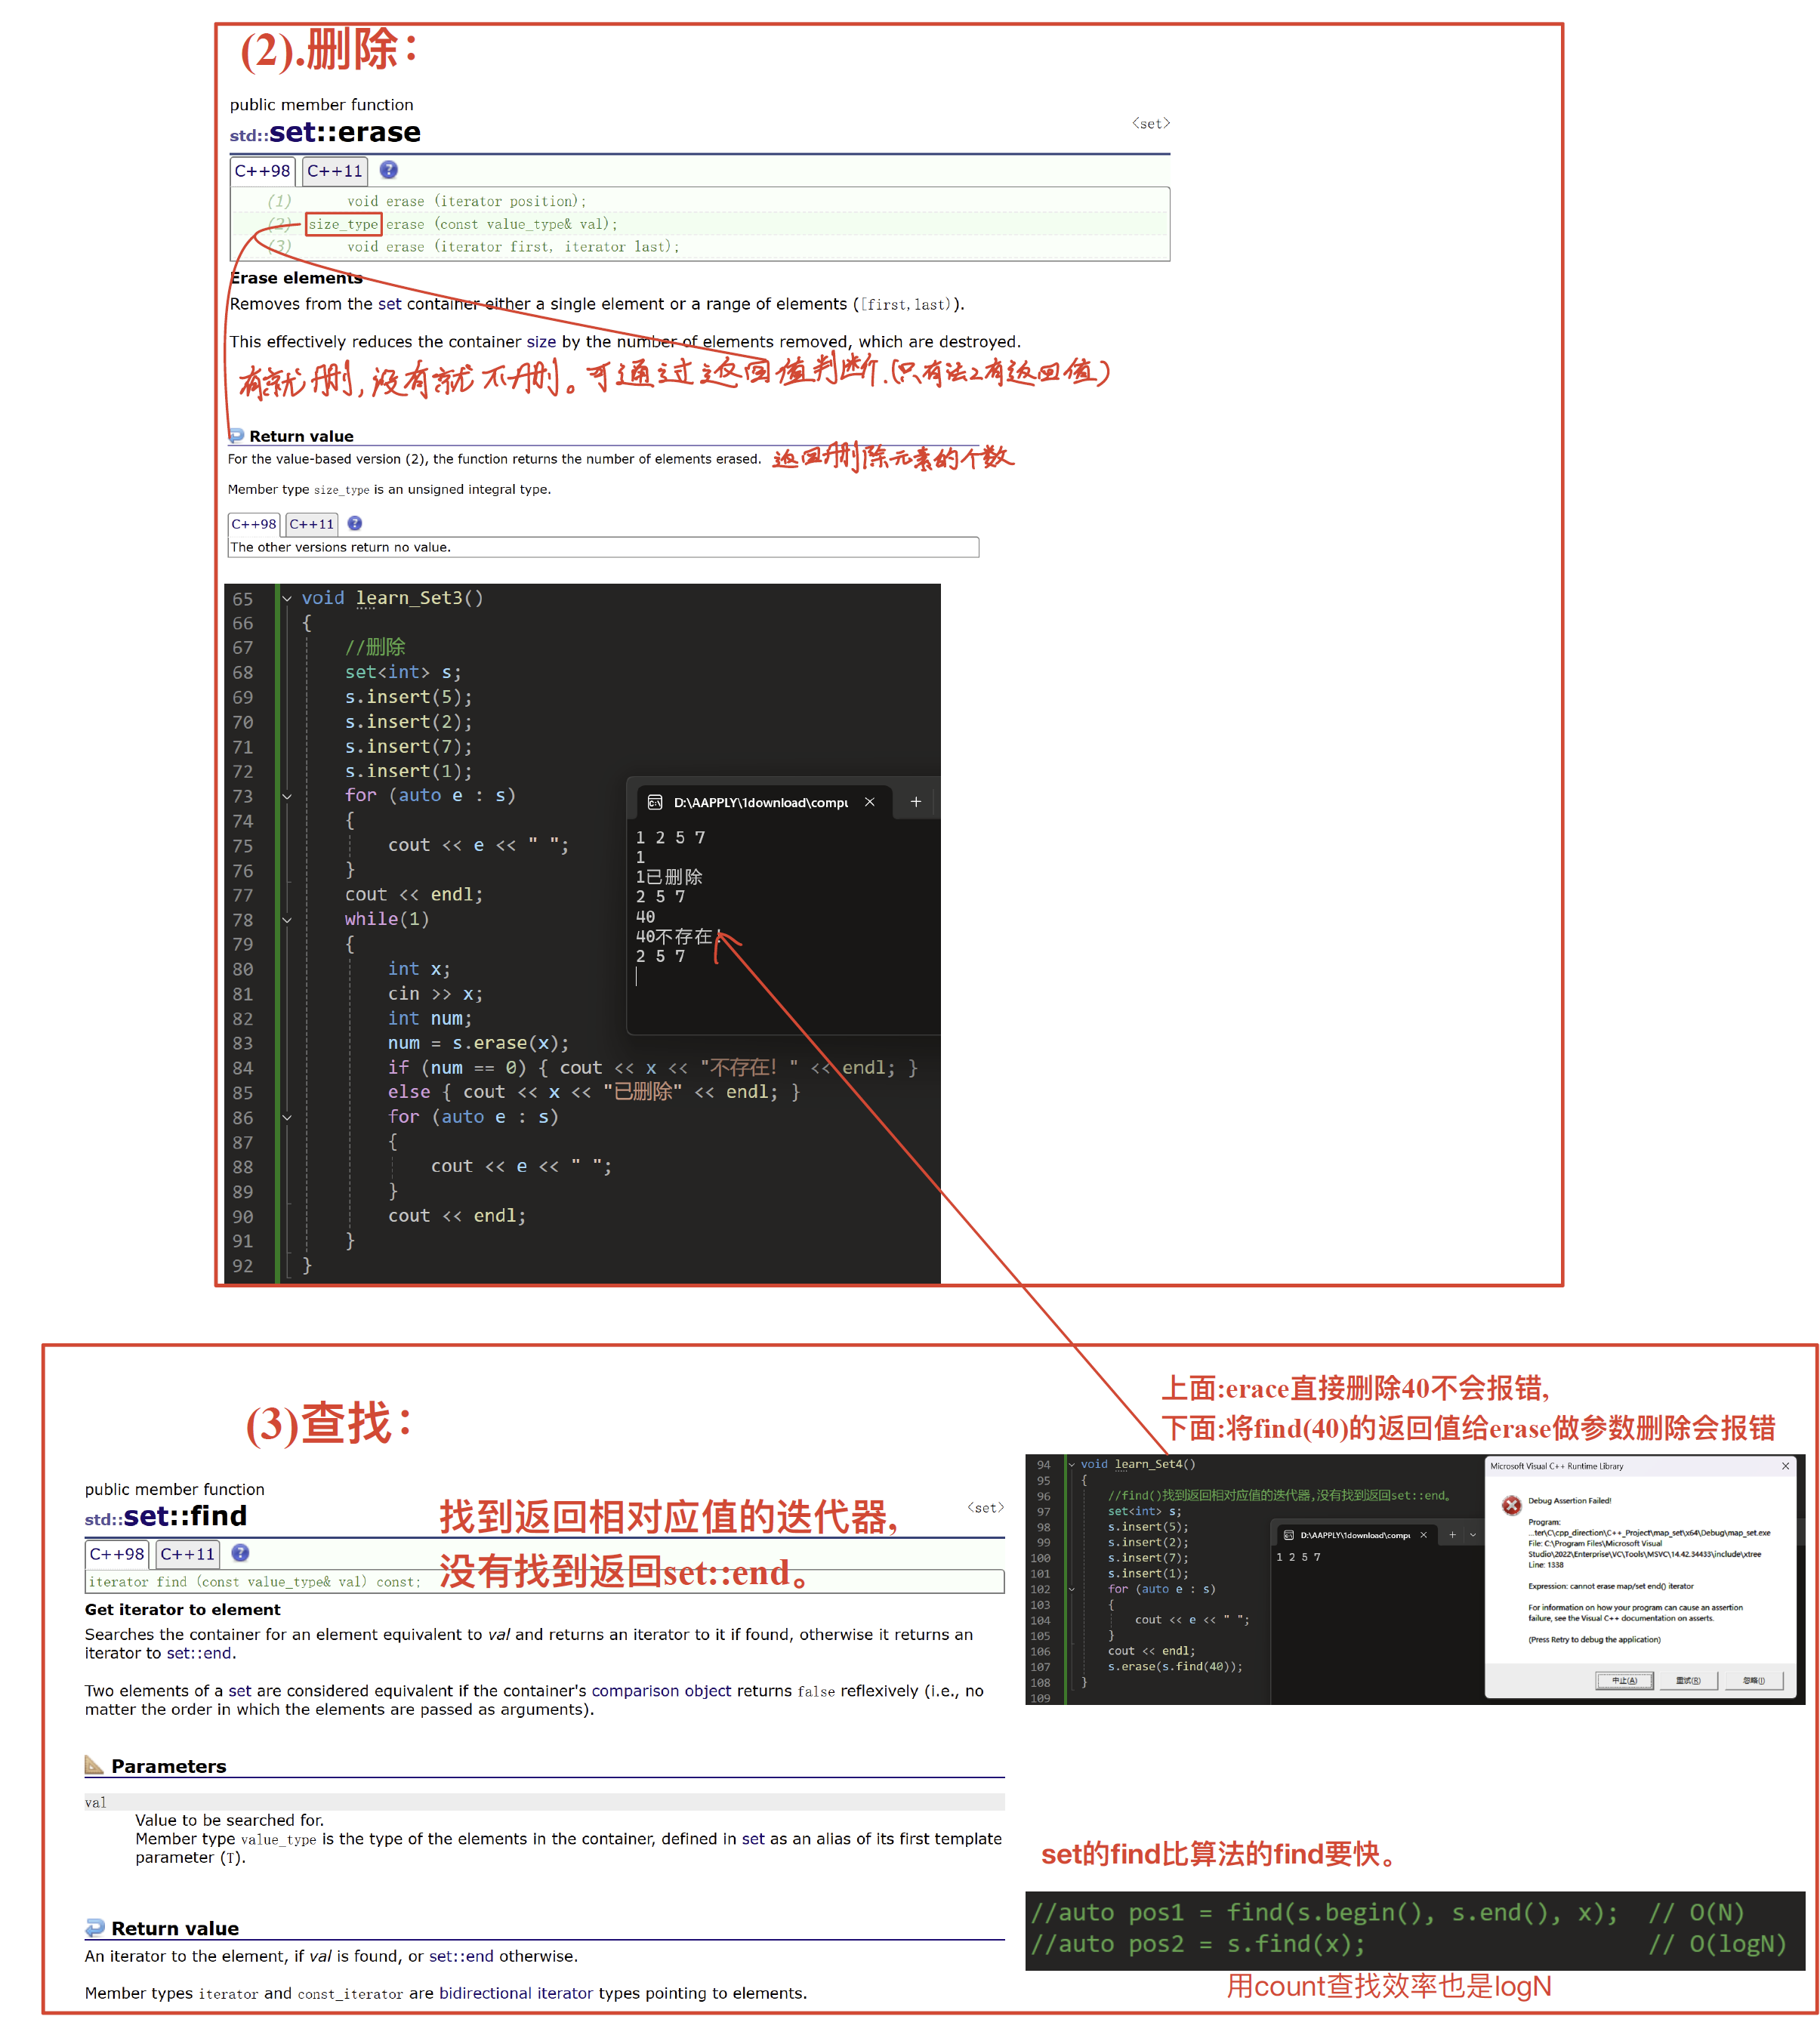 (2).删除：
public member function
<set>
std::set::erase
C++98 C++11 ?
(1) void erase (iterator position);
(2) size_type erase (const value_type& val);
(3) void erase (iterator first, iterator last);
Erase elements
Removes from the set container either a single element or a range of elements ([first,last)).
This effectively reduces the container size by the number of elements removed, which are destroyed.
有就删,没有就不删。可通过返回值判断.(只有法2有返回值)
Return value
For the value-based version (2), the function returns the number of elements erased. 返回删除元素的个数
Member type size_type is an unsigned integral type.
C++98 C++11 ?
The other versions return no value.
65 void learn_Set3()
66 {
67 //删除
68 set<int> s;
69 s.insert(5);
70 s.insert(2);
71 s.insert(7);
72 s.insert(1);
73 for (auto e : s)
74 {
75 cout << e << " ";
76 }
77 cout << endl;
78 while(1)
79 {
80 int x;
81 cin >> x;
82 int num;
83 num = s.erase(x);
84 if (num == 0) { cout << x << "不存在！" << endl; }
85 else { cout << x << "已删除" << endl; }
86 for (auto e : s)
87 {
88 cout << e << " ";
89 }
90 cout << endl;
91 }
92 }
D:\AAPPLY\1download\compu
1 2 5 7
1
1已删除
2 5 7
40
40不存在！
2 5 7
(3)查找：
上面:erace直接删除40不会报错,
下面:将find(40)的返回值给erase做参数删除会报错
public member function
<set>
std::set::find
找到返回相对应值的迭代器,
没有找到返回set::end。
C++98 C++11 ?
iterator find (const value_type& val) const;
Get iterator to element
Searches the container for an element equivalent to val and returns an iterator to it if found, otherwise it returns an
iterator to set::end.
Two elements of a set are considered equivalent if the container's comparison object returns false reflexively (i.e., no
matter the order in which the elements are passed as arguments).
Parameters
val
Value to be searched for.
Member type value_type is the type of the elements in the container, defined in set as an alias of its first template
parameter (T).
Return value
An iterator to the element, if val is found, or set::end otherwise.
Member types iterator and const_iterator are bidirectional iterator types pointing to elements.
94 void learn_Set4()
95 {
96 //find()找到返回相对应值的迭代器,没有找到返回set::end。
97 set<int> s;
98 s.insert(5);
99 s.insert(2);
100 s.insert(7);
101 s.insert(1);
102 for (auto e : s)
103 {
104 cout << e << " ";
105 }
106 cout << endl;
107 s.erase(s.find(40));
108 }
109
D:\AAPPLY\1download\compu
1 2 5 7
Microsoft Visual C++ Runtime Library
Debug Assertion Failed!
Program:
...ter\C\cpp_direction\C++_Project\map_set\x64\Debug\map_set.exe
File: C:\Program Files\Microsoft Visual
Studio\2022\Enterprise\VC\Tools\MSVC\14.42.34433\include\xtree
Line: 1338
Expression: cannot erase map/set end() iterator
For information on how your program can cause an assertion
failure, see the Visual C++ documentation on asserts.
(Press Retry to debug the application)
中止(A) 重试(R) 忽略(I)
set的find比算法的find要快。
//auto pos1 = find(s.begin(), s.end(), x); // O(N)
//auto pos2 = s.find(x); // O(logN)
用count查找效率也是logN